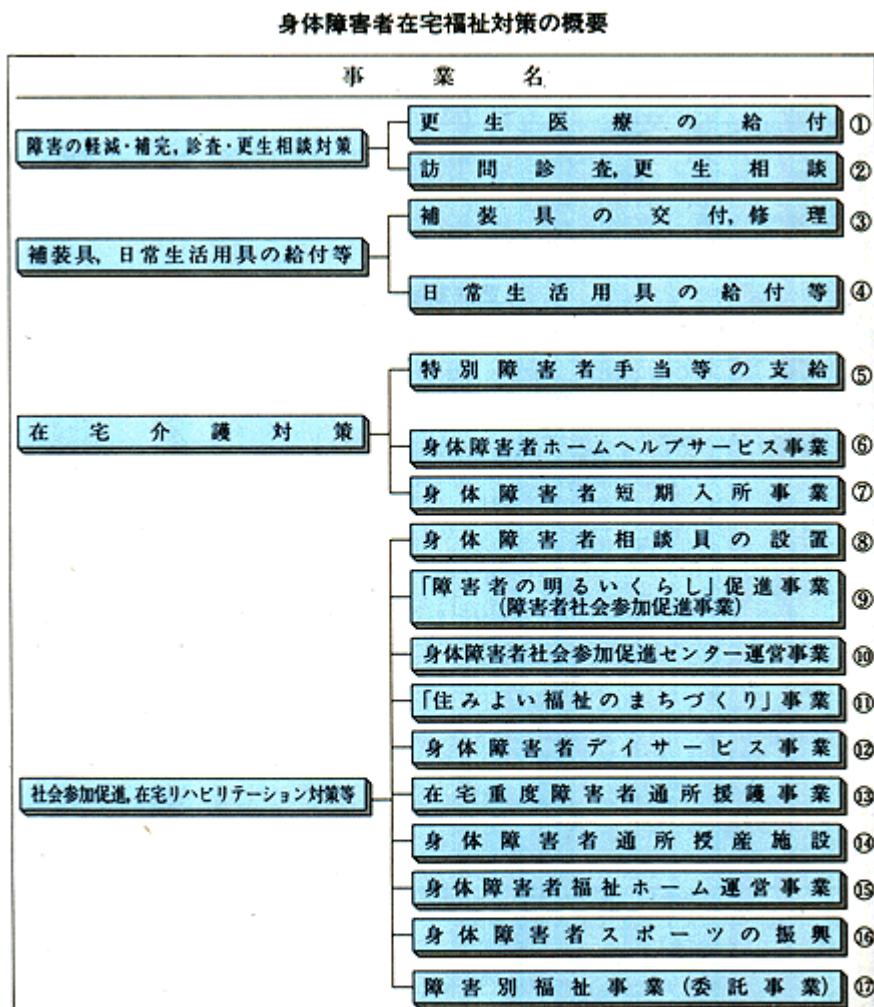 身体障害者在宅福祉対策の概要
事業名
障害の軽減・補完,診査・更生相談対策
更生医療の給付 ①
訪問診査,更生相談 ②
補装具,日常生活用具の給付等
補装具の交付,修理 ③
日常生活用具の給付等 ④
在宅介護対策
特別障害者手当等の支給 ⑤
身体障害者ホームヘルプサービス事業 ⑥
身体障害者短期入所事業 ⑦
社会参加促進,在宅リハビリテーション対策等
身体障害者相談員の設置 ⑧
「障害者の明るいくらし」促進事業 ⑨
(障害者社会参加促進事業)
身体障害者社会参加促進センター運営事業 ⑩
「住みよい福祉のまちづくり」事業 ⑪
身体障害者デイサービス事業 ⑫
在宅重度障害者通所援護事業 ⑬
身体障害者通所授産施設 ⑭
身体障害者福祉ホーム運営事業 ⑮
身体障害者スポーツの振興 ⑯
障害別福祉事業(委託事業) ⑰